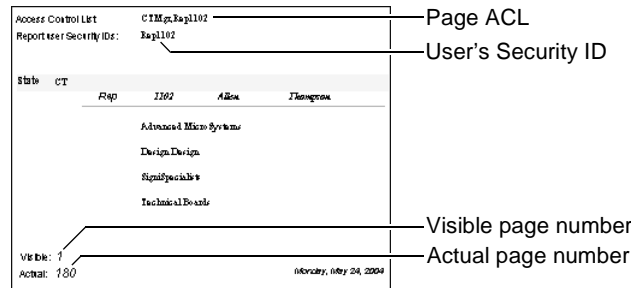 Access Control List CTMgr,Rep1102
Report user Security IDs: Rep1102
State CT
Rep 1102 Allen Thompson
Advanced Micro Systems
Design Design
SigniSpecialists
Technical Boards
Visible: 1
Actual: 180
Monday, May 24, 2004
Page ACL
User's Security ID
Visible page number
Actual page number